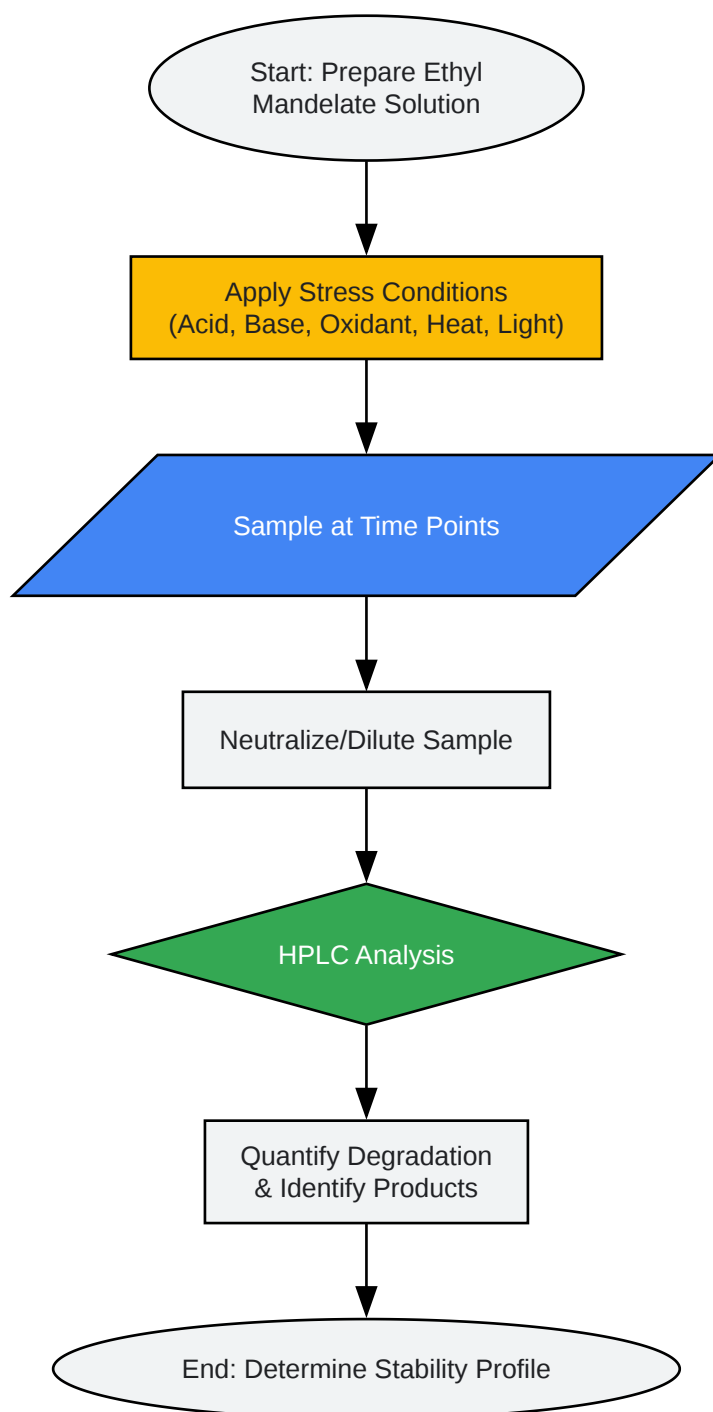 Start: Prepare Ethyl
Mandelate Solution
Apply Stress Conditions
(Acid, Base, Oxidant, Heat, Light)
Sample at Time Points
Neutralize/Dilute Sample
HPLC Analysis
Quantify Degradation
& Identify Products
End: Determine Stability Profile